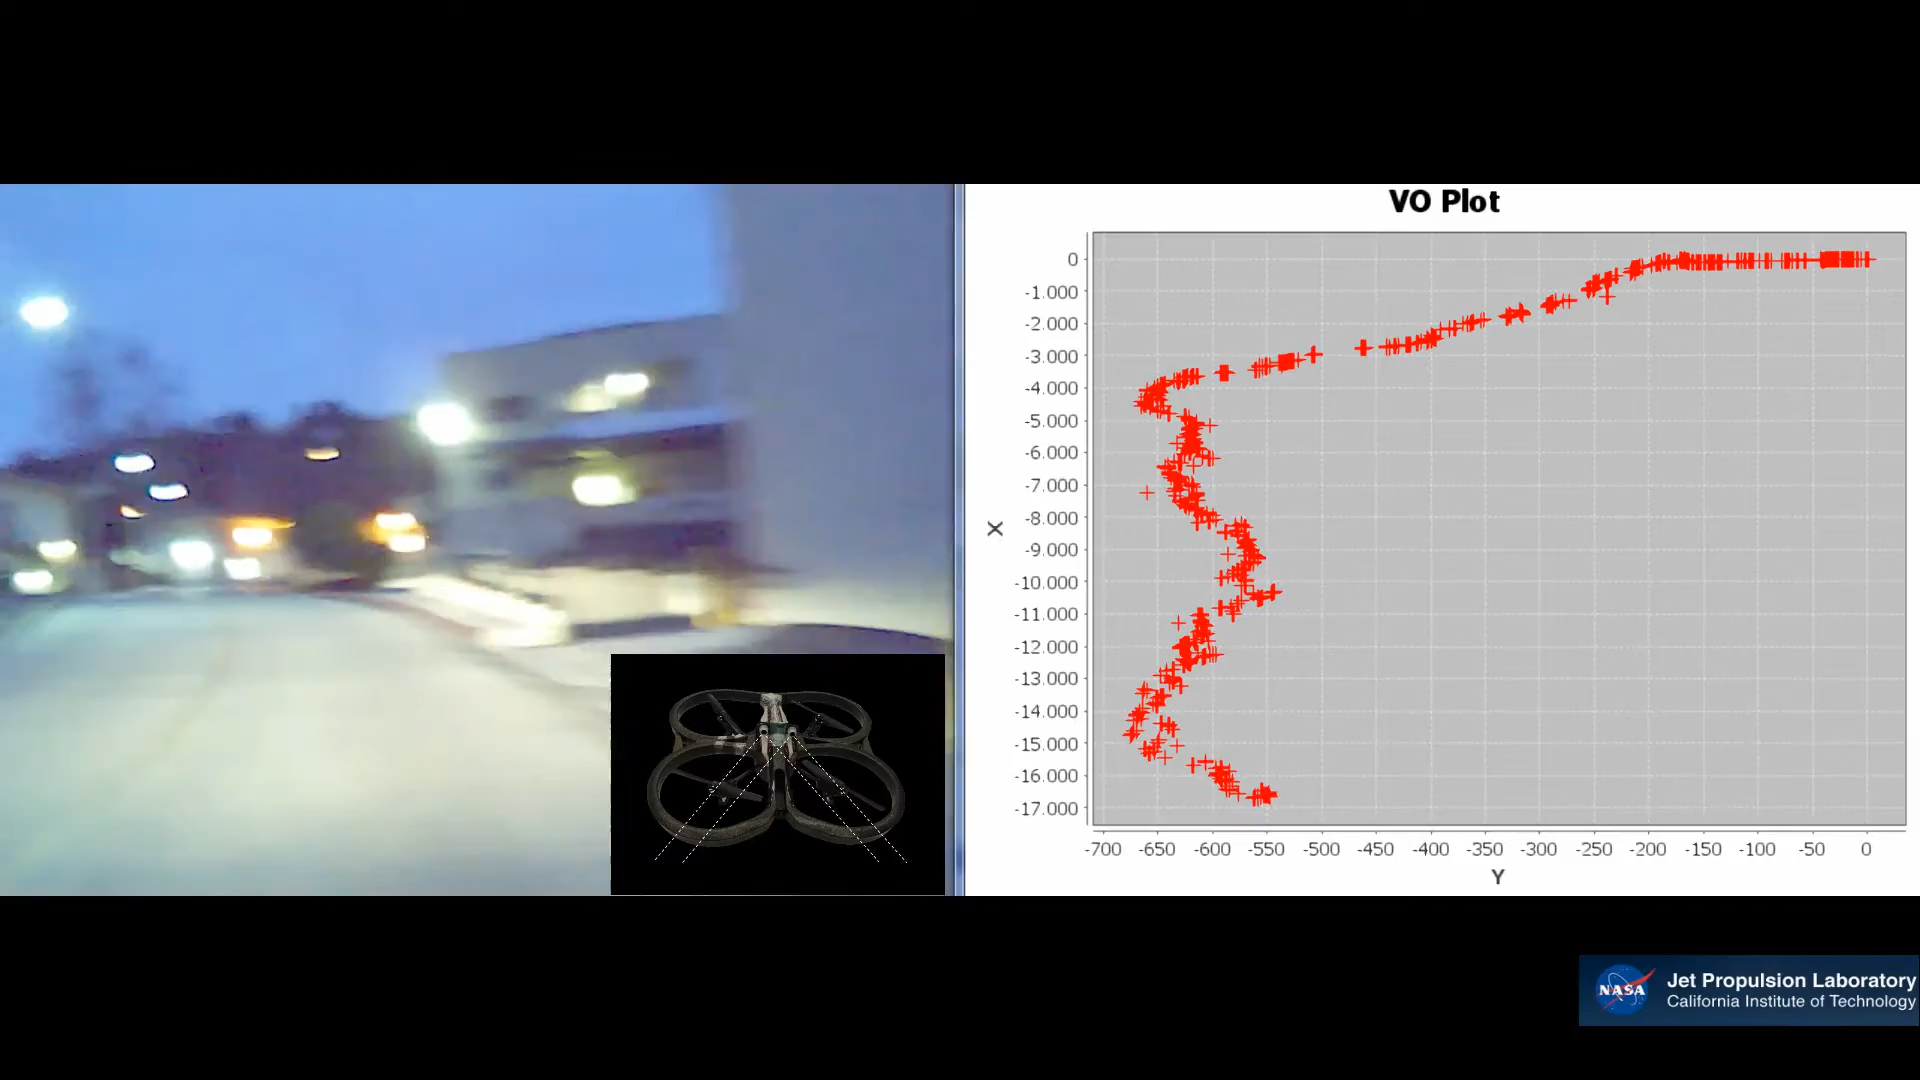 VO Plot
0
-1.000
-2.000
-3.000
-4.000
-5.000
-6.000
-7.000
-8.000
-9.000
-10.000
-11.000
-12.000
-13.000
-14.000
-15.000
-16.000
-17.000
X
-700 -650 -600 -550 -500 -450 -400 -350 -300 -250 -200 -150 -100 -50 0
Y
NASA
Jet Propulsion Laboratory
California Institute of Technology